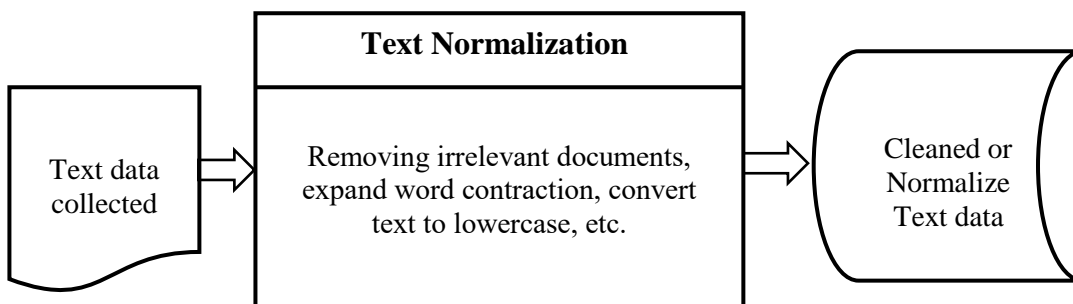 Text Normalization
Text data
collected
Removing irrelevant documents,
expand word contraction, convert
text to lowercase, etc.
Cleaned or
Normalize
Text data